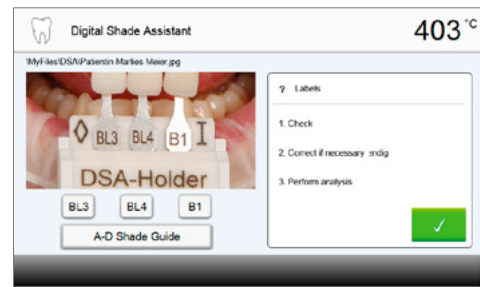 Digital Shade Assistant
403 °C
\MyFiles\DSA\Patientin Marlies Meier.jpg
BL3 BL4 B1 I
DSA-Holder
BL3 BL4 B1
A-D Shade Guide
? Labels
1. Check
2. Correct if necessary :ndig
3. Perform analysis